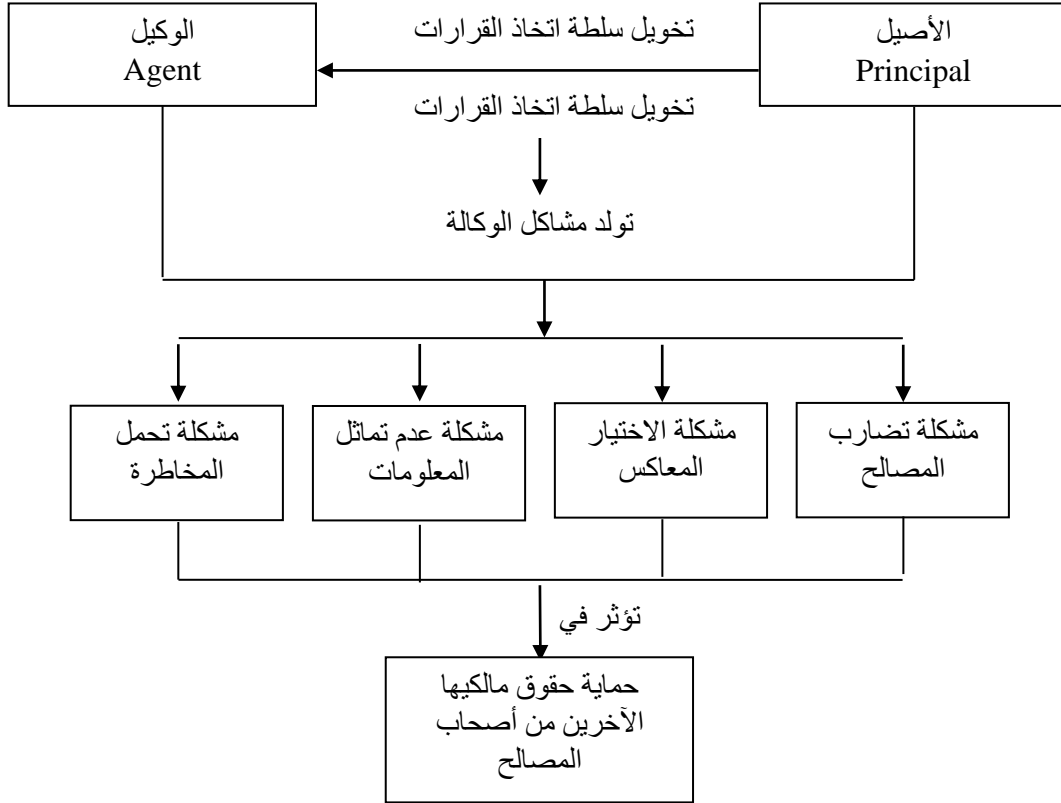 الأصيل
Principal
تخويل سلطة اتخاذ القرارات
الوكيل
Agent
تخويل سلطة اتخاذ القرارات
تولد مشاكل الوكالة
مشكلة تضارب
المصالح
مشكلة الاختيار
المعاكس
مشكلة عدم تماثل
المعلومات
مشكلة تحمل
المخاطرة
تؤثر في
حماية حقوق مالكيها
الآخرين من أصحاب
المصالح